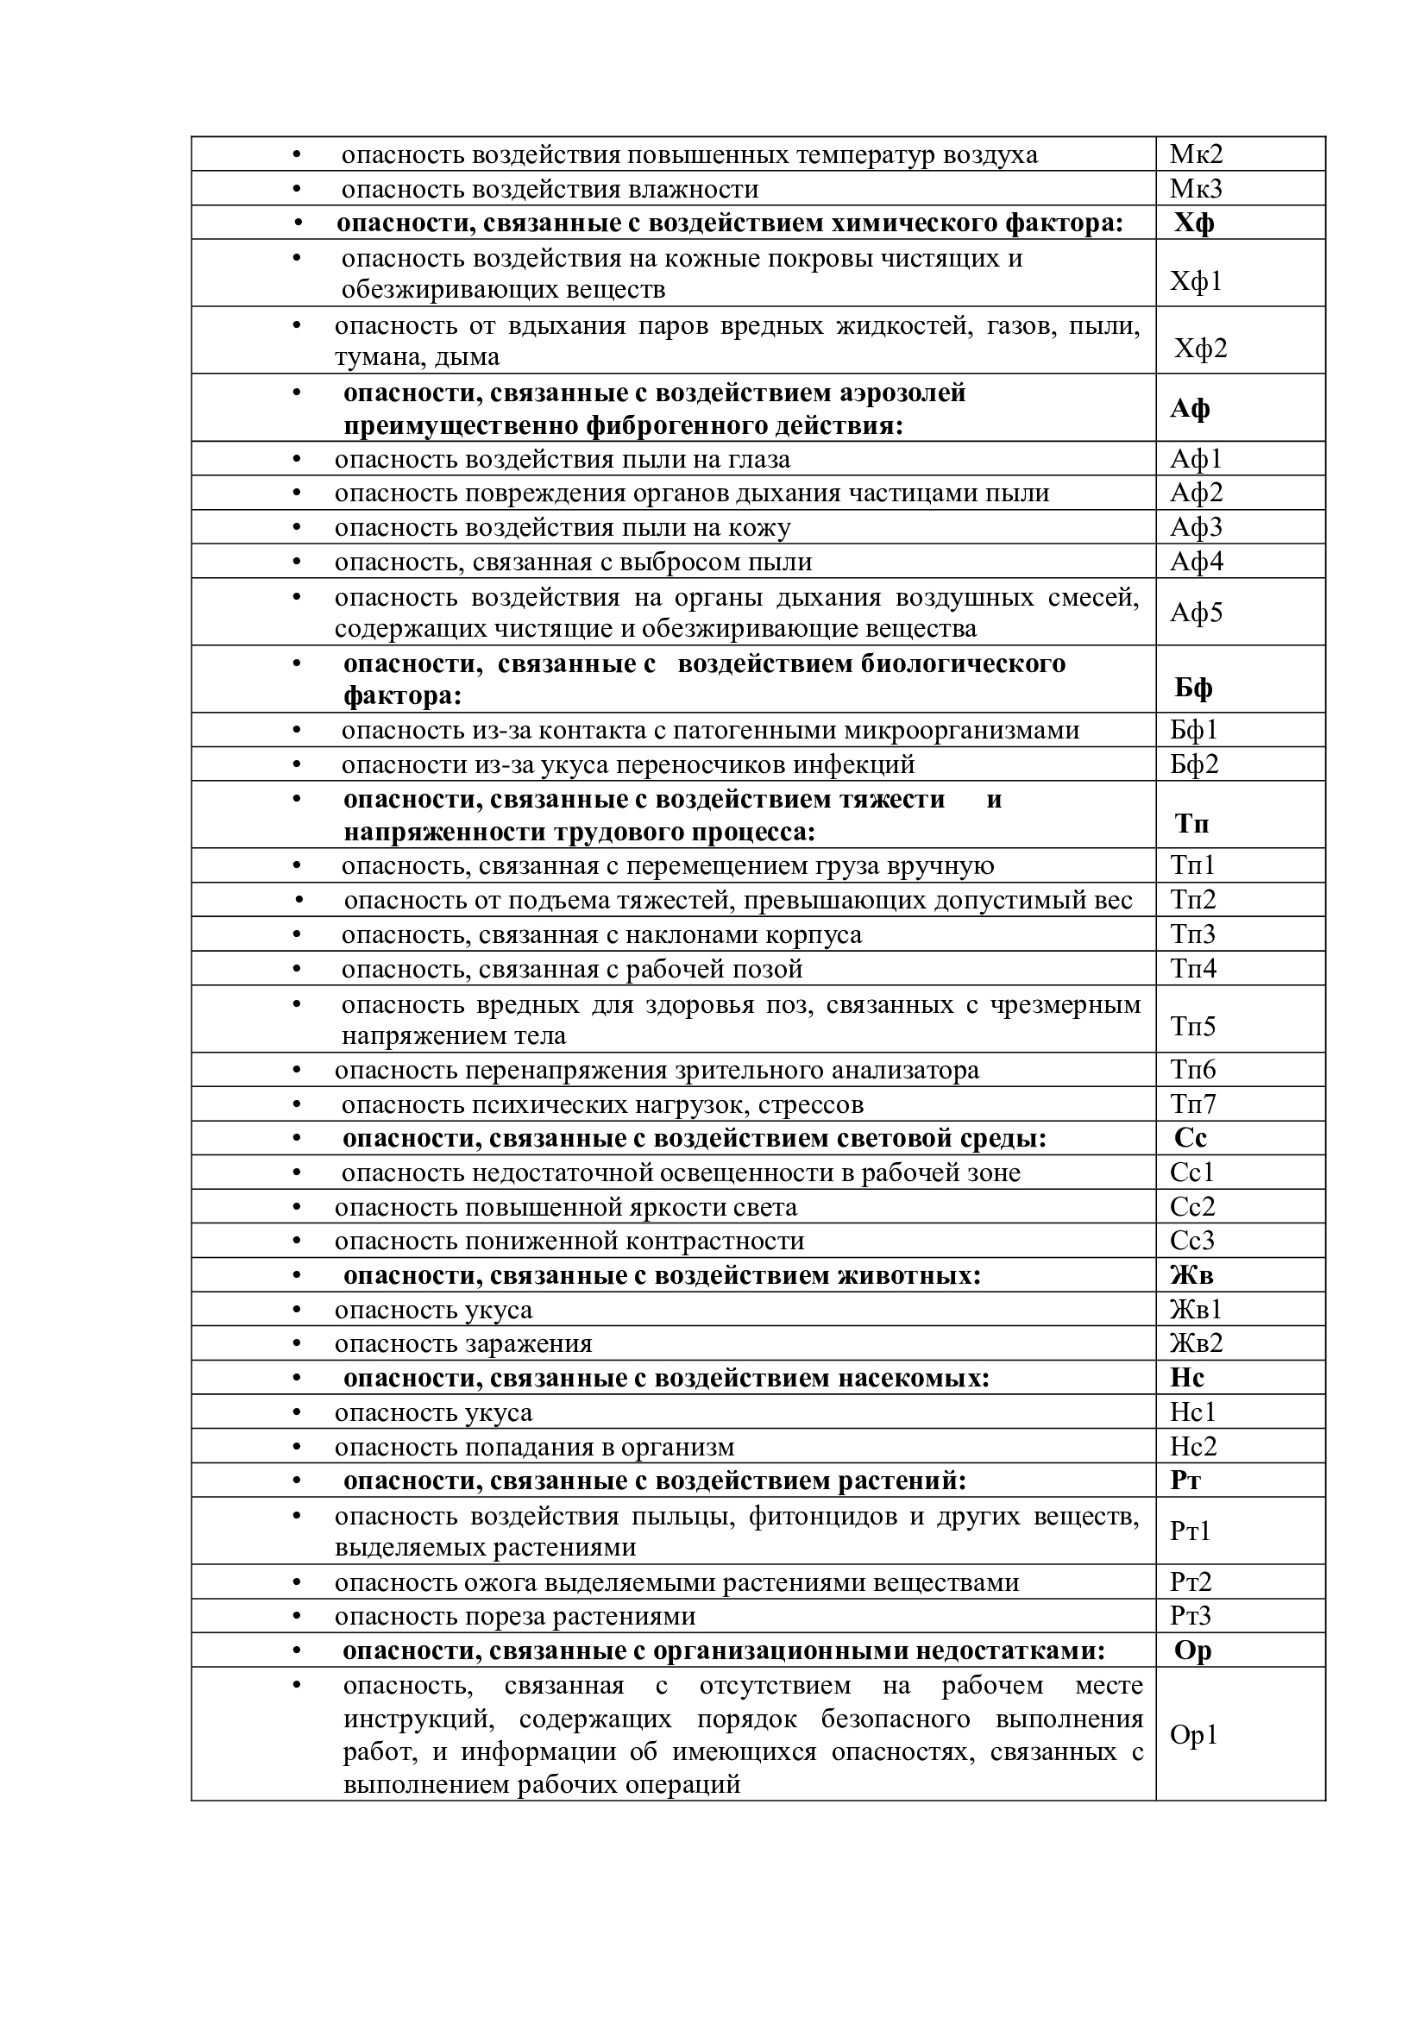 • опасность воздействия повышенных температур воздуха Мк2
• опасность воздействия влажности Мк3
• опасности, связанные с воздействием химического фактора: Хф
• опасность воздействия на кожные покровы чистящих и
обезжиривающих веществ Хф1
• опасность от вдыхания паров вредных жидкостей, газов, пыли,
тумана, дыма Хф2
• опасности, связанные с воздействием аэрозолей
преимущественно фиброгенного действия: Аф
• опасность воздействия пыли на глаза Аф1
• опасность повреждения органов дыхания частицами пыли Аф2
• опасность воздействия пыли на кожу Аф3
• опасность, связанная с выбросом пыли Аф4
• опасность воздействия на органы дыхания воздушных смесей,
содержащих чистящие и обезжиривающие вещества Аф5
• опасности, связанные с воздействием биологического
фактора: Бф
• опасность из-за контакта с патогенными микроорганизмами Бф1
• опасности из-за укуса переносчиков инфекций Бф2
• опасности, связанные с воздействием тяжести и
напряженности трудового процесса: Тп
• опасность, связанная с перемещением груза вручную Тп1
• опасность от подъема тяжестей, превышающих допустимый вес Тп2
• опасность, связанная с наклонами корпуса Тп3
• опасность, связанная с рабочей позой Тп4
• опасность вредных для здоровья поз, связанных с чрезмерным
напряжением тела Тп5
• опасность перенапряжения зрительного анализатора Тп6
• опасность психических нагрузок, стрессов Тп7
• опасности, связанные с воздействием световой среды: Сс
• опасность недостаточной освещенности в рабочей зоне Сс1
• опасность повышенной яркости света Сс2
• опасность пониженной контрастности Сс3
• опасности, связанные с воздействием животных: Жв
• опасность укуса Жв1
• опасность заражения Жв2
• опасности, связанные с воздействием насекомых: Нс
• опасность укуса Нс1
• опасность попадания в организм Нс2
• опасности, связанные с воздействием растений: Рт
• опасность воздействия пыльцы, фитонцидов и других веществ,
выделяемых растениями Рт1
• опасность ожога выделяемыми растениями веществами Рт2
• опасность пореза растениями Рт3
• опасности, связанные с организационными недостатками: Ор
• опасность, связанная с отсутствием на рабочем месте
инструкций, содержащих порядок безопасного выполнения
работ, и информации об имеющихся опасностях, связанных с
выполнением рабочих операций Ор1